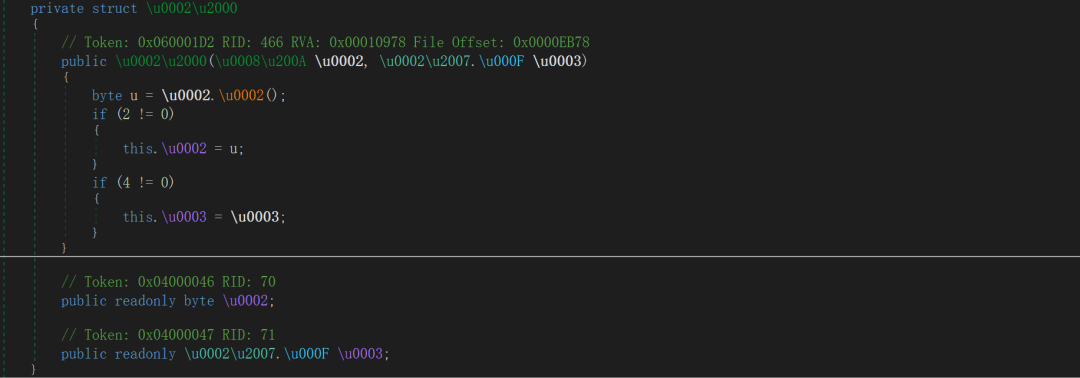 private struct \u0002\u2000
{
// Token: 0x060001D2 RID: 466 RVA: 0x00010978 File Offset: 0x0000EB78
public \u0002\u2000(\u0008\u200A \u0002, \u0002\u2007.\u000F \u0003)
{
byte u = \u0002.\u0002();
if (2 != 0)
{
this.\u0002 = u;
}
if (4 != 0)
{
this.\u0003 = \u0003;
}
}
// Token: 0x04000046 RID: 70
public readonly byte \u0002;
// Token: 0x04000047 RID: 71
public readonly \u0002\u2007.\u000F \u0003;
}